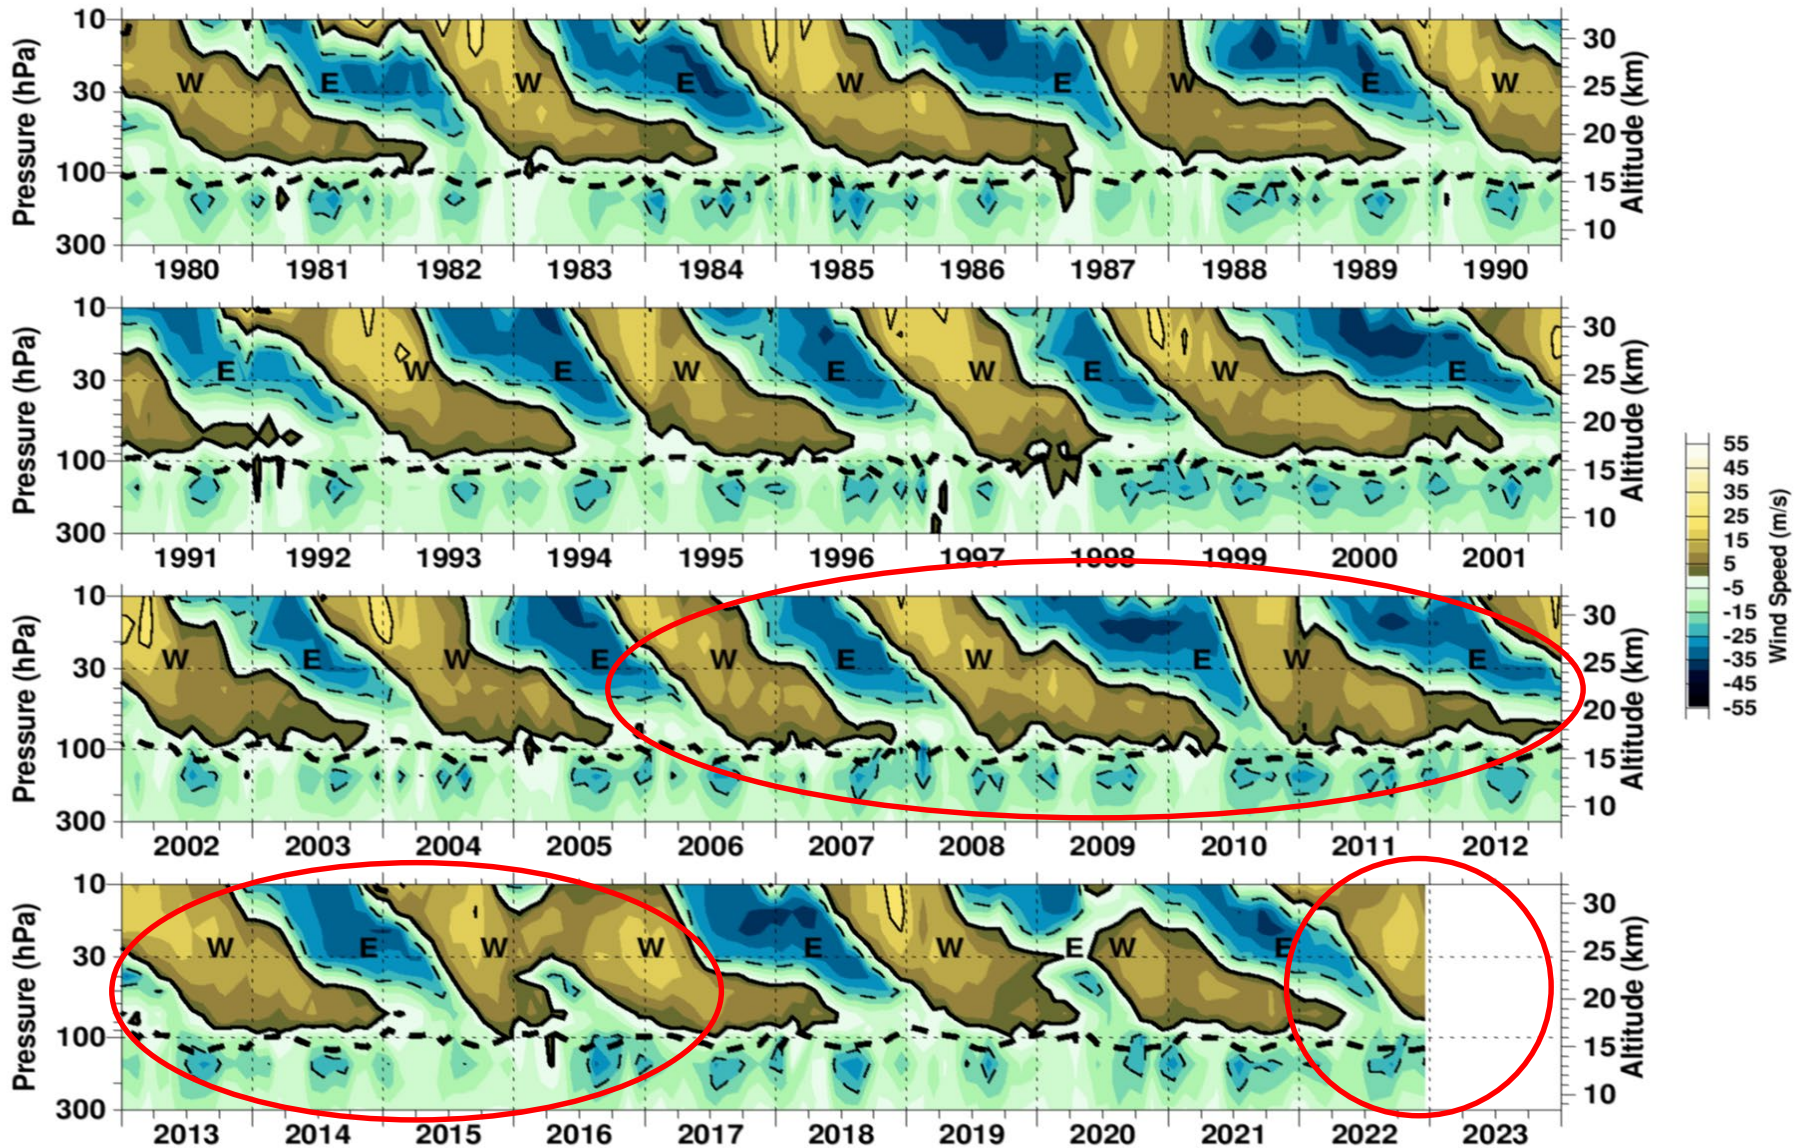 10
30
100
300
Pressure (hPa)
W E W E W E W E W
30
25
20
15
10
Altitude (km)
1980 1981 1982 1983 1984 1985 1986 1987 1988 1989 1990
10
30
100
300
Pressure (hPa)
E W E W E W E W E
30
25
20
15
10
Altitude (km)
1991 1992 1993 1994 1995 1996 1997 1998 1999 2000 2001
55
45
35
25
15
5
-5
-15
-25
-35
-45
-55
Wind Speed (m/s)
10
30
100
300
Pressure (hPa)
W E W E W E W E W E
30
25
20
15
10
Altitude (km)
2002 2003 2004 2005 2006 2007 2008 2009 2010 2011 2012
10
30
100
300
Pressure (hPa)
W E W W E W E W E
30
25
20
15
10
Altitude (km)
2013 2014 2015 2016 2017 2018 2019 2020 2021 2022 2023